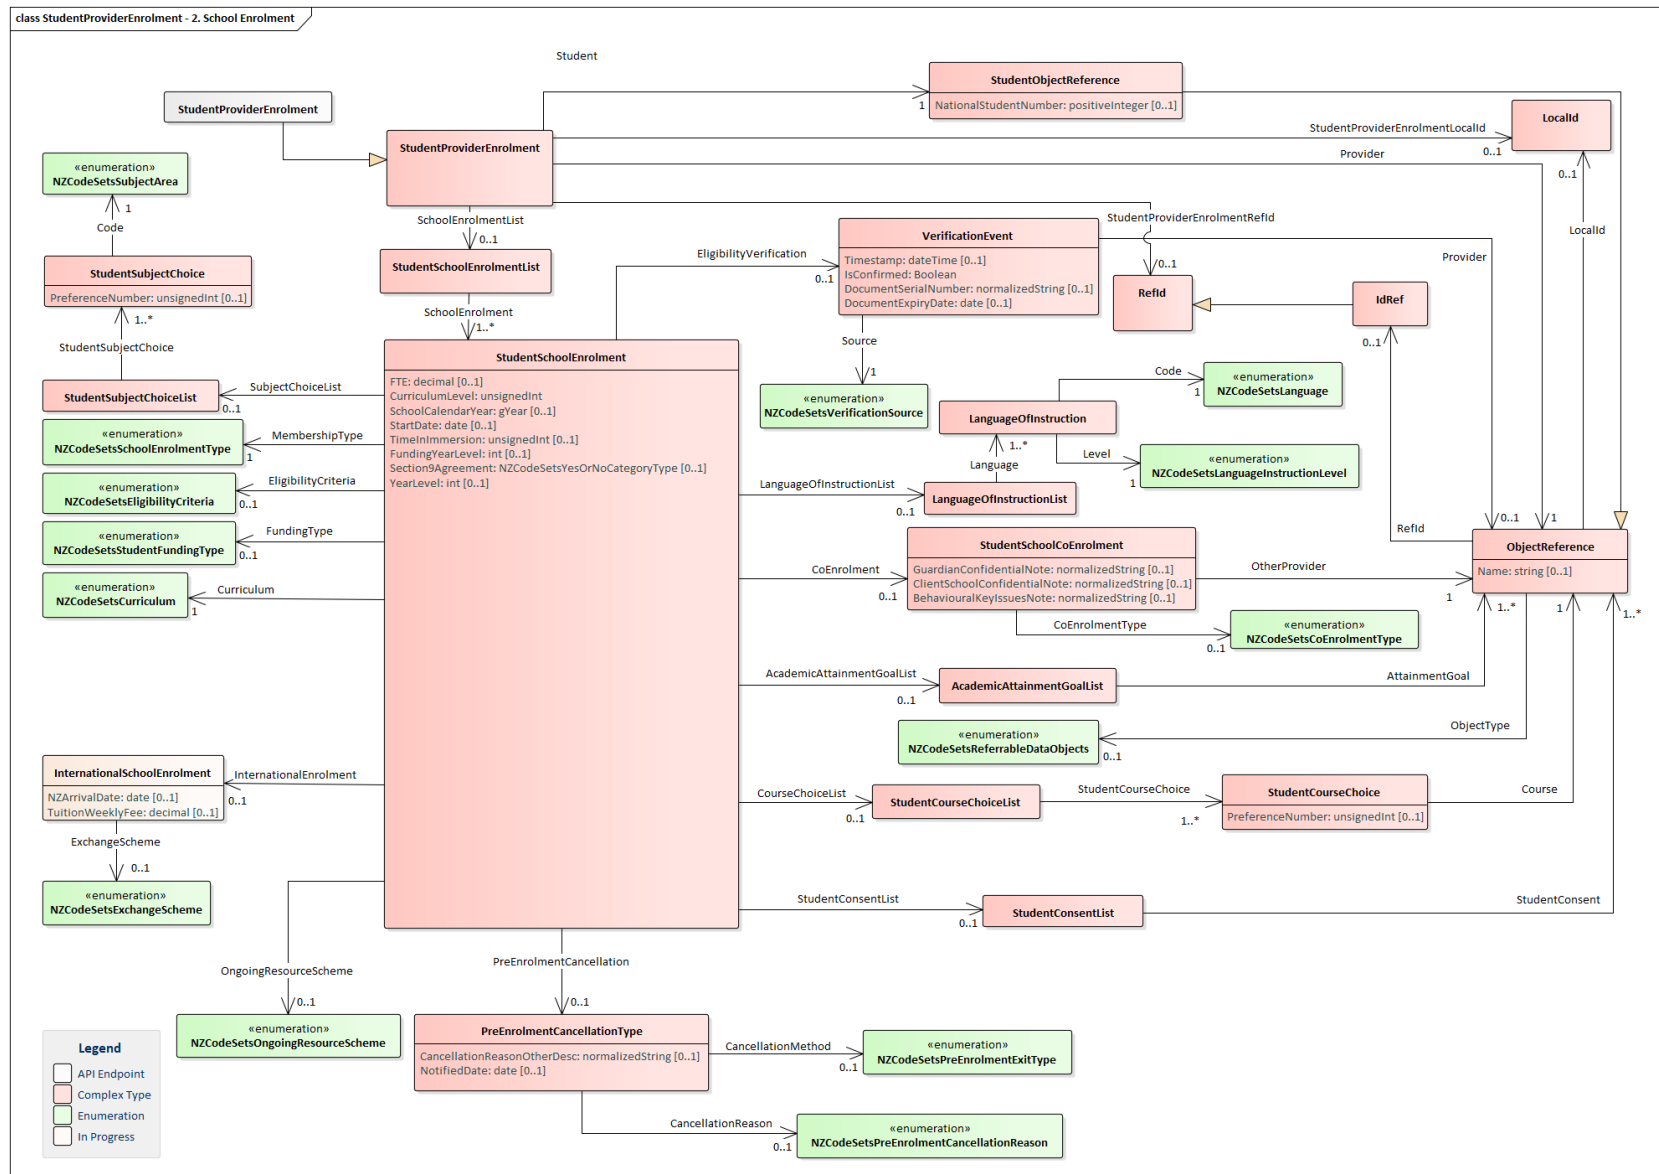 class StudentProviderEnrolment - 2. School Enrolment
Student
StudentObjectReference
NationalStudentNumber: positiveInteger [0..1]
1
StudentProviderEnrolment
StudentProviderEnrolment
StudentProviderEnrolmentLocalId
0..1
LocalId
Provider
0..1
LocalId
«enumeration»
NZCodeSetsSubjectArea
1
Code
SchoolEnrolmentList
0..1
StudentProviderEnrolmentRefId
0..1
StudentSubjectChoice
PreferenceNumber: unsignedInt [0..1]
1..*
StudentSubjectChoice
StudentSchoolEnrolmentList
SchoolEnrolment
1..*
EligibilityVerification
0..1
VerificationEvent
Timestamp: dateTime [0..1]
IsConfirmed: Boolean
DocumentSerialNumber: normalizedString [0..1]
DocumentExpiryDate: date [0..1]
Provider
RefId
IdRef
0..1
Source
1
«enumeration»
NZCodeSetsVerificationSource
StudentSubjectChoiceList
SubjectChoiceList
0..1
StudentSchoolEnrolment
FTE: decimal [0..1]
CurriculumLevel: unsignedInt
SchoolCalendarYear: gYear [0..1]
StartDate: date [0..1]
TimeInImmersion: unsignedInt [0..1]
FundingYearLevel: int [0..1]
Section9Agreement: NZCodeSetsYesOrNoCategoryType [0..1]
YearLevel: int [0..1]
«enumeration»
NZCodeSetsSchoolEnrolmentType
MembershipType
1
«enumeration»
NZCodeSetsEligibilityCriteria
EligibilityCriteria
0..1
«enumeration»
NZCodeSetsStudentFundingType
FundingType
0..1
«enumeration»
NZCodeSetsCurriculum
Curriculum
1
LanguageOfInstruction
Code
1
«enumeration»
NZCodeSetsLanguage
1..*
Language
Level
1
«enumeration»
NZCodeSetsLanguageInstructionLevel
LanguageOfInstructionList
0..1
LanguageOfInstructionList
RefId
0..1
1
ObjectReference
Name: string [0..1]
CoEnrolment
0..1
StudentSchoolCoEnrolment
GuardianConfidentialNote: normalizedString [0..1]
ClientSchoolConfidentialNote: normalizedString [0..1]
BehaviouralKeyIssuesNote: normalizedString [0..1]
OtherProvider
1
1..*
1
1..*
CoEnrolmentType
0..1
«enumeration»
NZCodeSetsCoEnrolmentType
AcademicAttainmentGoalList
0..1
AcademicAttainmentGoalList
AttainmentGoal
ObjectType
«enumeration»
NZCodeSetsReferrableDataObjects
0..1
InternationalSchoolEnrolment
NZArrivalDate: date [0..1]
TuitionWeeklyFee: decimal [0..1]
InternationalEnrolment
0..1
ExchangeScheme
0..1
«enumeration»
NZCodeSetsExchangeScheme
CourseChoiceList
0..1
StudentCourseChoiceList
StudentCourseChoice
1..*
StudentCourseChoice
PreferenceNumber: unsignedInt [0..1]
Course
StudentConsentList
0..1
StudentConsentList
StudentConsent
OngoingResourceScheme
0..1
«enumeration»
NZCodeSetsOngoingResourceScheme
PreEnrolmentCancellation
0..1
PreEnrolmentCancellationType
CancellationReasonOtherDesc: normalizedString [0..1]
NotifiedDate: date [0..1]
CancellationMethod
0..1
«enumeration»
NZCodeSetsPreEnrolmentExitType
CancellationReason
0..1
«enumeration»
NZCodeSetsPreEnrolmentCancellationReason
Legend
API Endpoint
Complex Type
Enumeration
In Progress